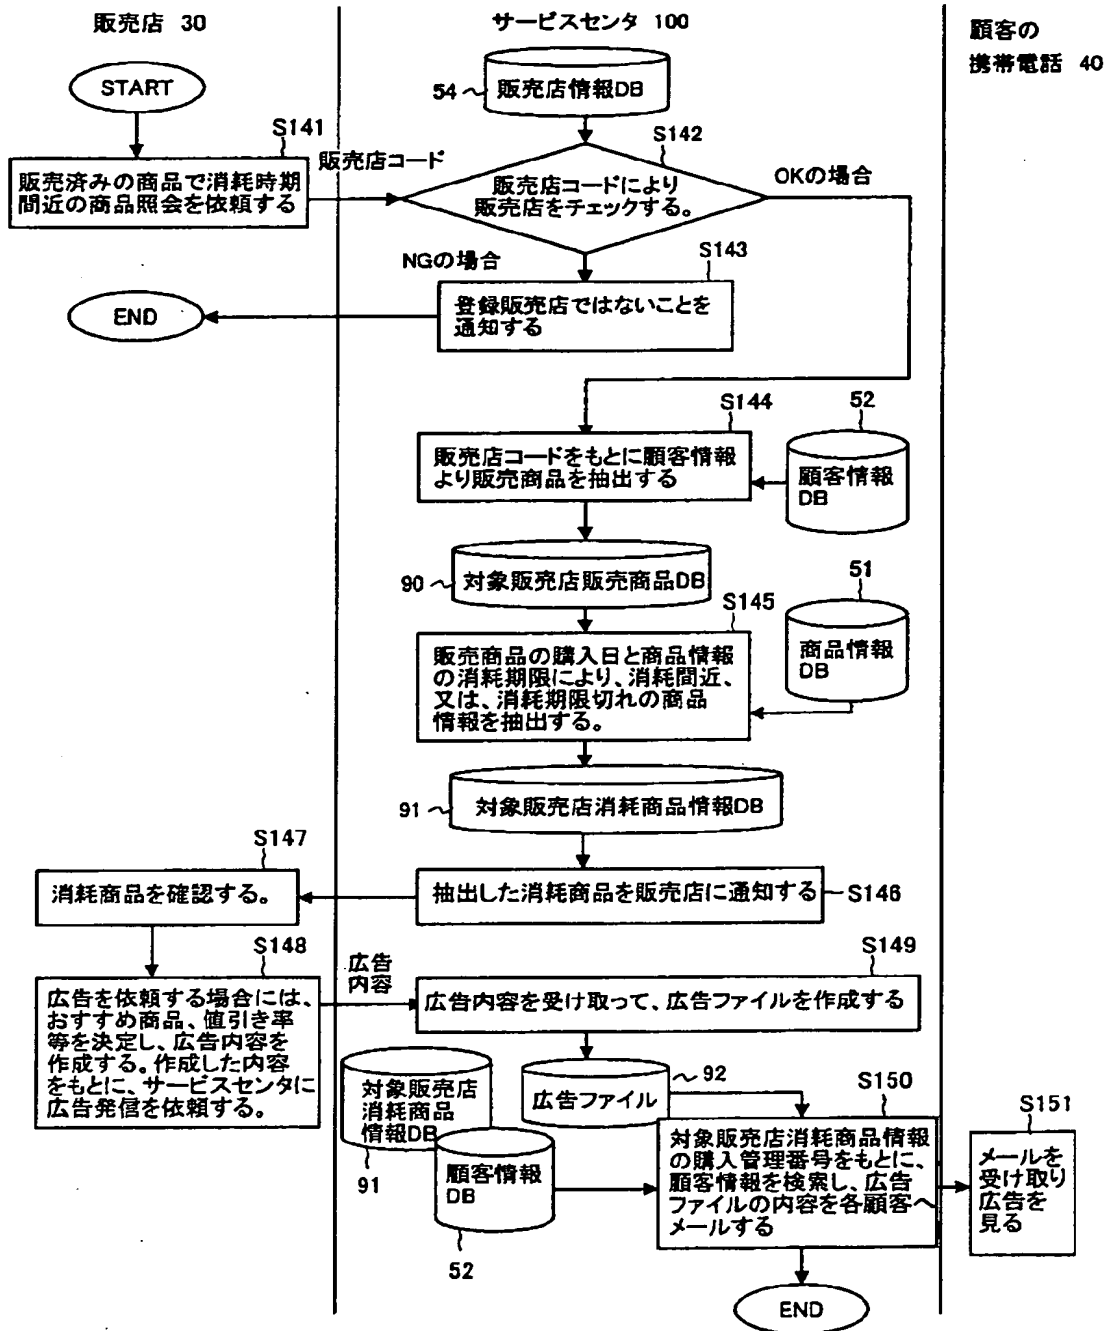 販売店 30
サービスセンタ 100
顧客の
携帯電話 40
START
54
販売店情報DB
S141
販売店コード
販売済みの商品で消耗時期
間近の商品照会を依頼する
S142
販売店コードにより
販売店をチェックする。
OKの場合
NGの場合
S143
登録販売店ではないことを
通知する
END
S144
販売店コードをもとに顧客情報
より販売商品を抽出する
52
顧客情報
DB
90
対象販売店販売商品DB
S145
販売商品の購入日と商品情報
の消耗期限により、消耗間近、
又は、消耗期限切れの商品
情報を抽出する。
51
商品情報
DB
91
対象販売店消耗商品情報DB
S147
消耗商品を確認する。
抽出した消耗商品を販売店に通知する
S146
S148
広告を依頼する場合には、
おすすめ商品、値引き率
等を決定し、広告内容を
作成する。作成した内容
をもとに、サービスセンタに
広告発信を依頼する。
広告
内容
S149
広告内容を受け取って、広告ファイルを作成する
対象販売店
消耗商品
情報DB
91
顧客情報
DB
52
広告ファイル
92
S150
対象販売店消耗商品情報
の購入管理番号をもとに、
顧客情報を検索し、広告
ファイルの内容を各顧客へ
メールする
S151
メールを
受け取り
広告を
見る
END